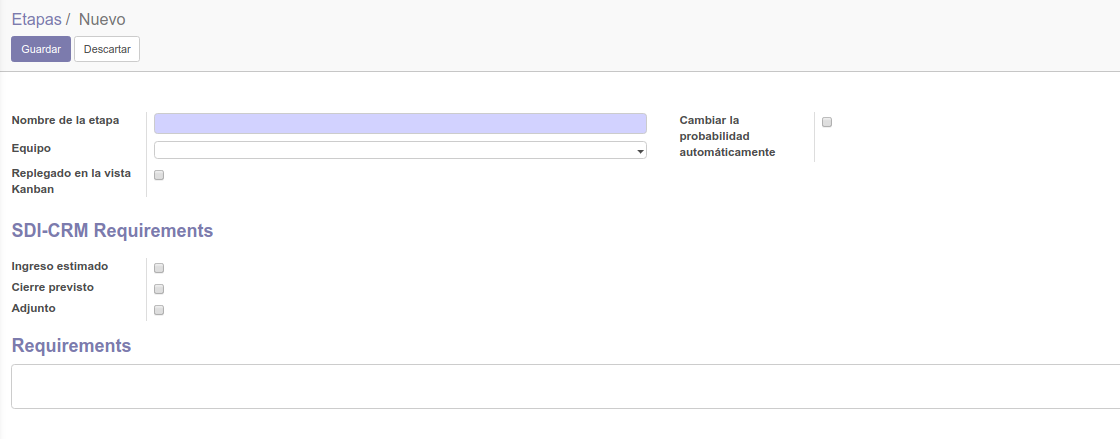 Etapas / Nuevo
Guardar Descartar
Nombre de la etapa
Equipo
Replegado en la vista
Kanban
Cambiar la
probabilidad
automáticamente
SDI-CRM Requirements
Ingreso estimado
Cierre previsto
Adjunto
Requirements